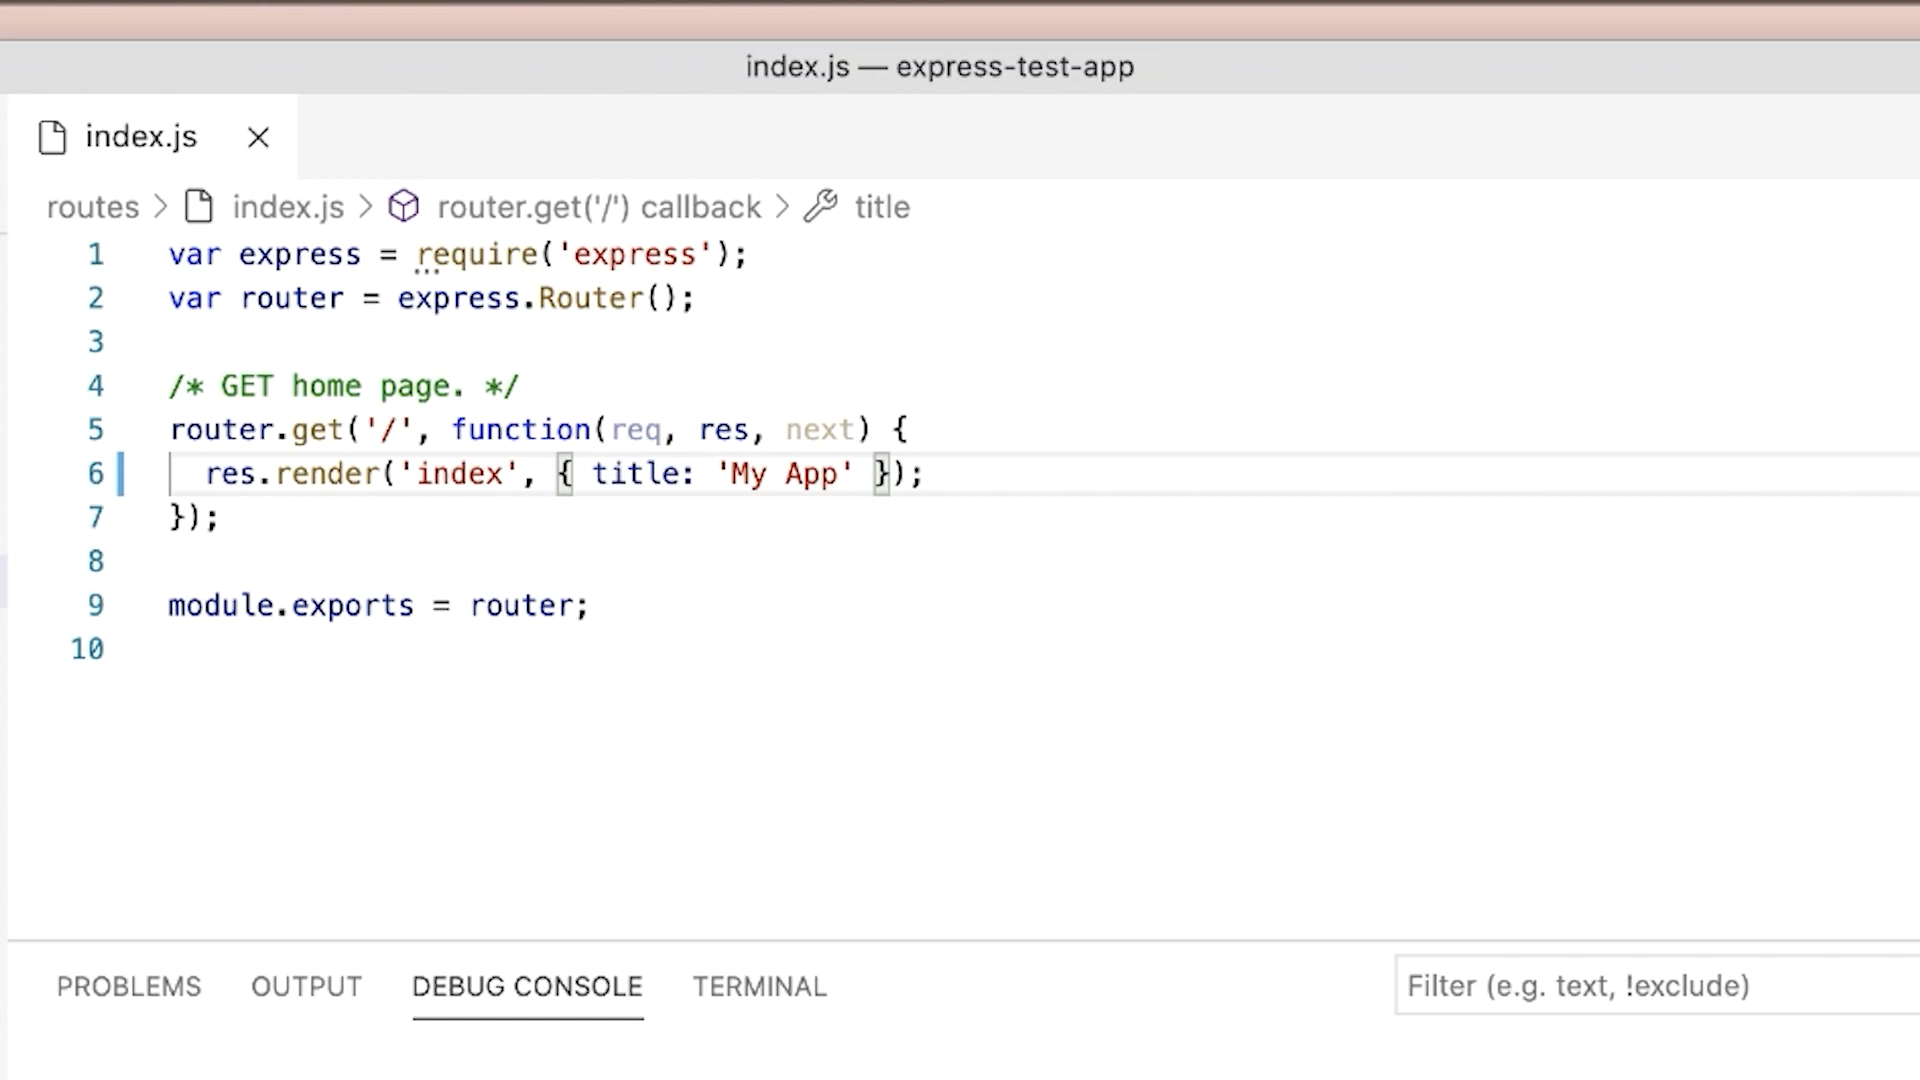 index.js — express-test-app
index.js
routes > index.js > router.get('/') callback > title
1 var express = require('express');
2 var router = express.Router();
3
4 /* GET home page. */
5 router.get('/', function(req, res, next) {
6   res.render('index', { title: 'My App' });
7 });
8
9 module.exports = router;
10
PROBLEMS OUTPUT DEBUG CONSOLE TERMINAL Filter (e.g. text, !exclude)